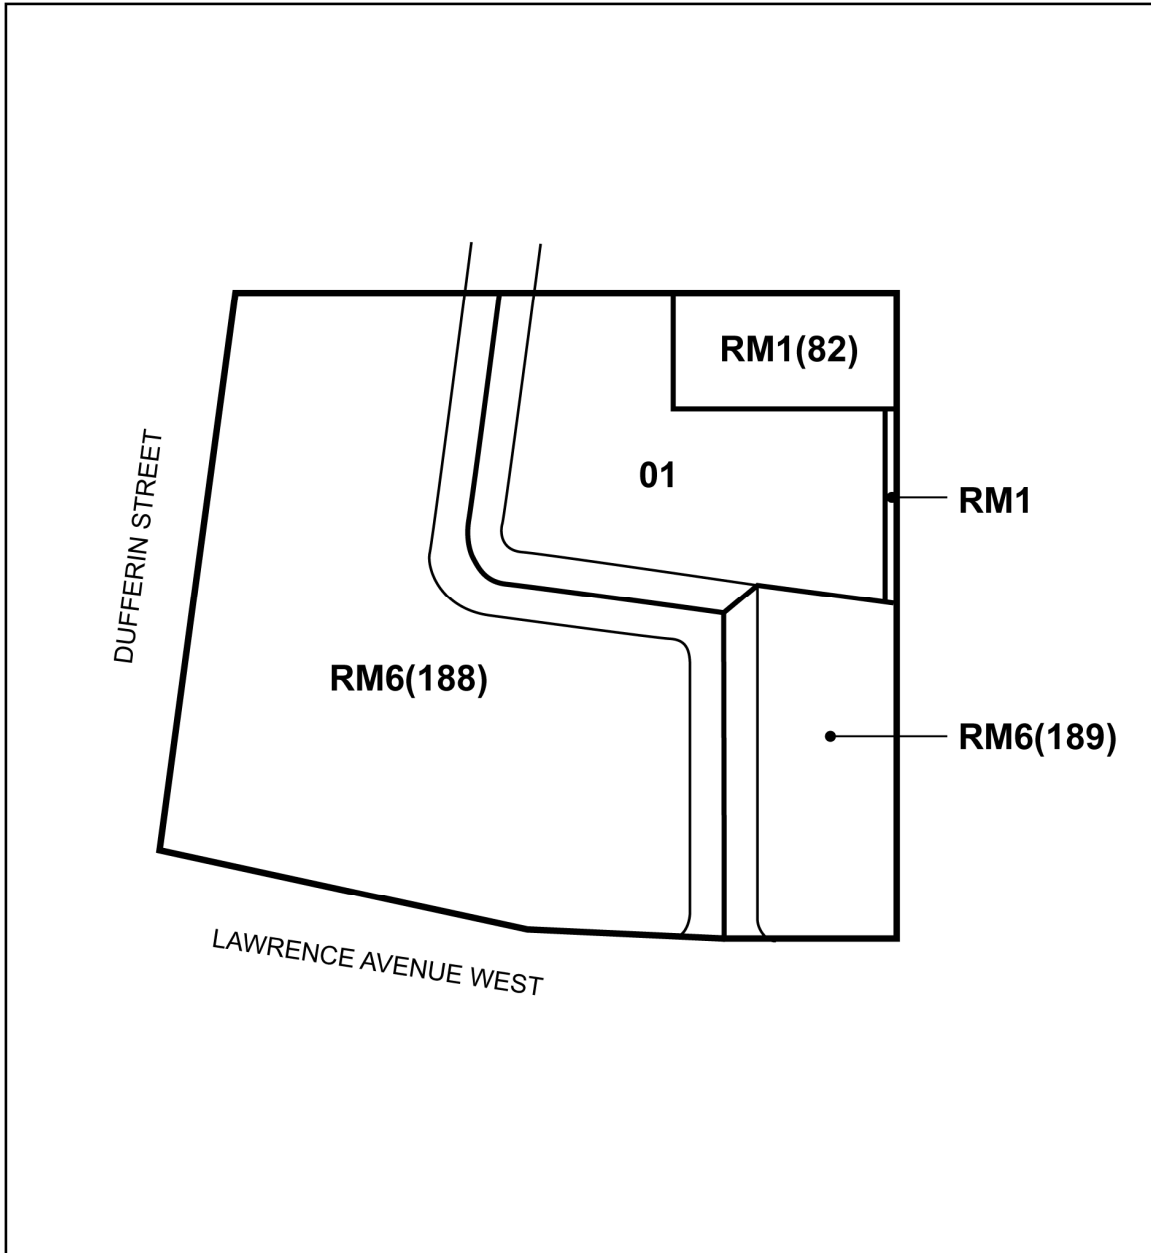 RM1(82)
01
RM1
DUFFERIN STREET
RM6(188)
RM6(189)
LAWRENCE AVENUE WEST